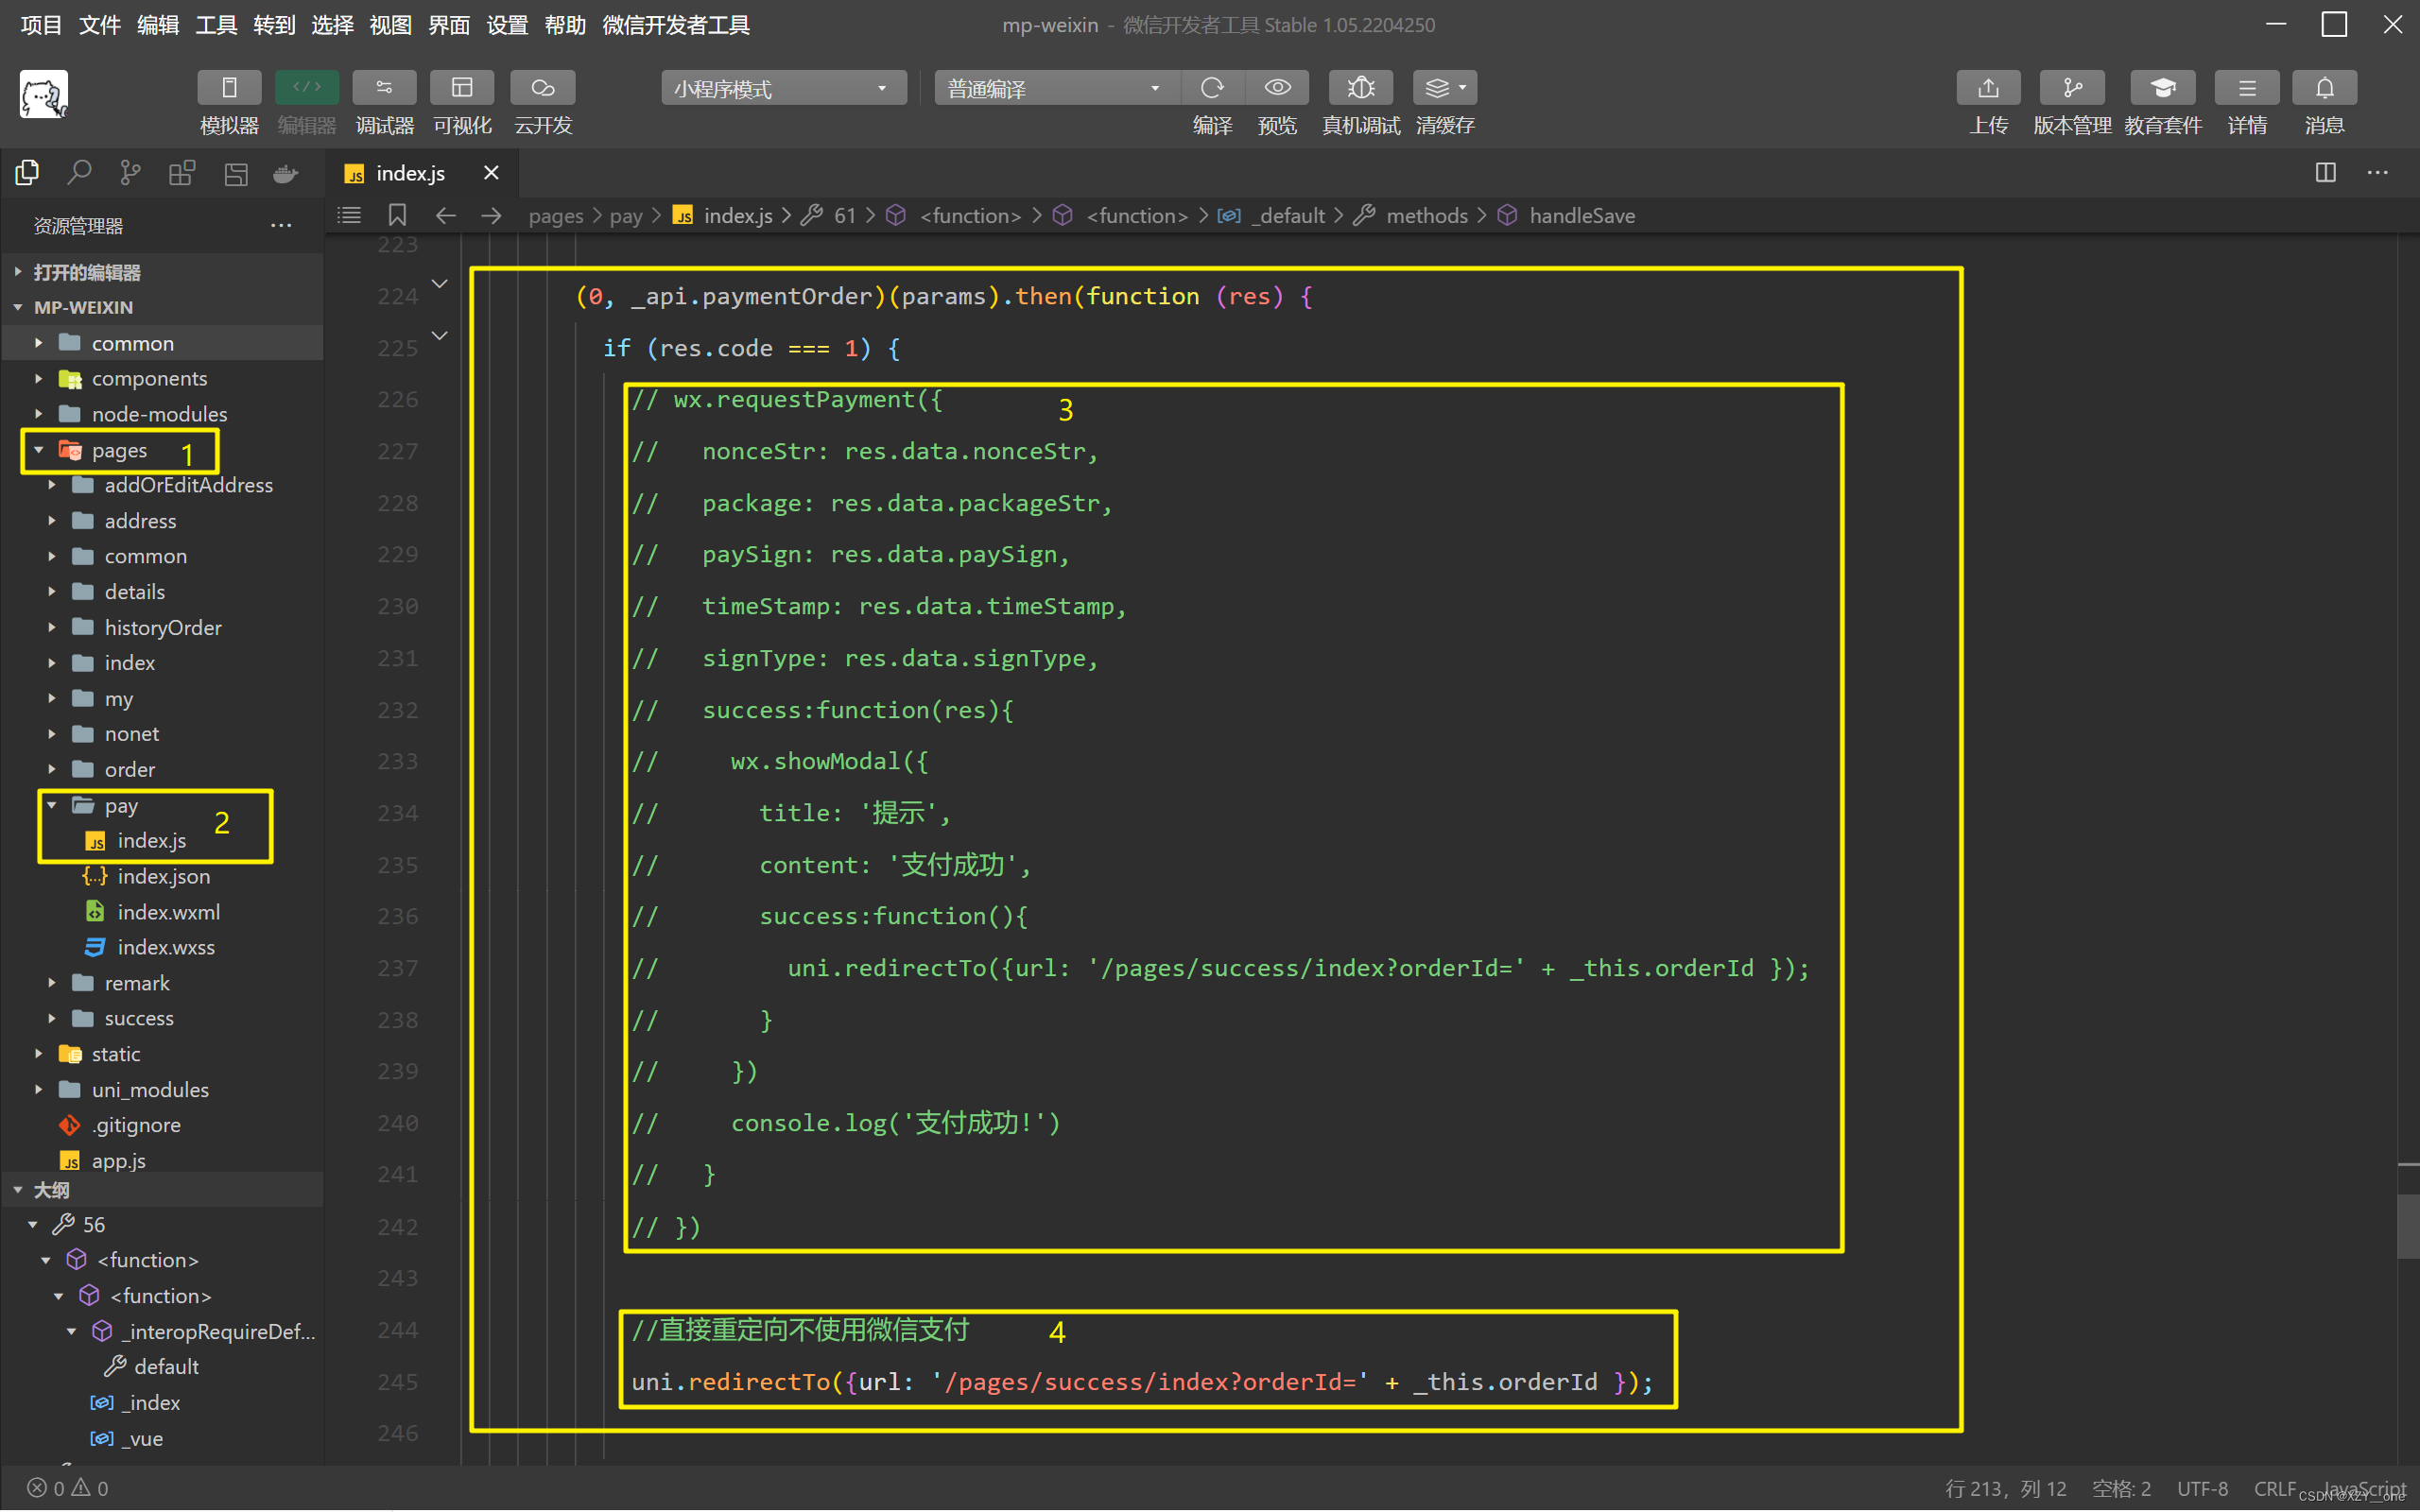 项目 文件 编辑 工具 转到 选择 视图 界面 设置 帮助 微信开发者工具
mp-weixin - 微信开发者工具 Stable 1.05.2204250
模拟器 编辑器 调试器 可视化 云开发
小程序模式
普通编译
编译 预览 真机调试 清缓存
上传 版本管理 教育套件 详情 消息
JS index.js
资源管理器
pages > pay > JS index.js > 61 > <function> > <function> > _default > methods > handleSave
打开的编辑器
MP-WEIXIN
common
components
node-modules
pages 1
addOrEditAddress
address
common
details
historyOrder
index
my
nonet
order
pay 2
JS index.js
index.json
index.wxml
index.wxss
remark
success
static
uni_modules
.gitignore
JS app.js
大纲
56
<function>
<function>
_interopRequireDef...
default
_index
_vue
223
224 (0, _api.paymentOrder)(params).then(function (res) {
225 if (res.code === 1) {
226 // wx.requestPayment({ 3
227 // nonceStr: res.data.nonceStr,
228 // package: res.data.packageStr,
229 // paySign: res.data.paySign,
230 // timeStamp: res.data.timeStamp,
231 // signType: res.data.signType,
232 // success:function(res){
233 // wx.showModal({
234 // title: '提示',
235 // content: '支付成功',
236 // success:function(){
237 // uni.redirectTo({url: '/pages/success/index?orderId=' + _this.orderId });
238 // }
239 // })
240 // console.log('支付成功!')
241 // }
242 // })
243
244 //直接重定向不使用微信支付 4
245 uni.redirectTo({url: '/pages/success/index?orderId=' + _this.orderId });
246
0 0
行 213，列 12 空格: 2 UTF-8 CRLF JavaScript
CSDN @XZY__one